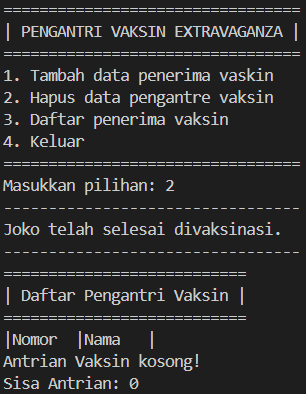 =================================
| PENGANTRI VAKSIN EXTRAVAGANZA |
=================================
1. Tambah data penerima vaskin
2. Hapus data pengantre vaksin
3. Daftar penerima vaksin
4. Keluar
=================================
Masukkan pilihan: 2
---------------------------------
Joko telah selesai divaksinasi.
---------------------------------
===========================
| Daftar Pengantri Vaksin |
===========================
|Nomor  |Nama   |
Antrian Vaksin kosong!
Sisa Antrian: 0